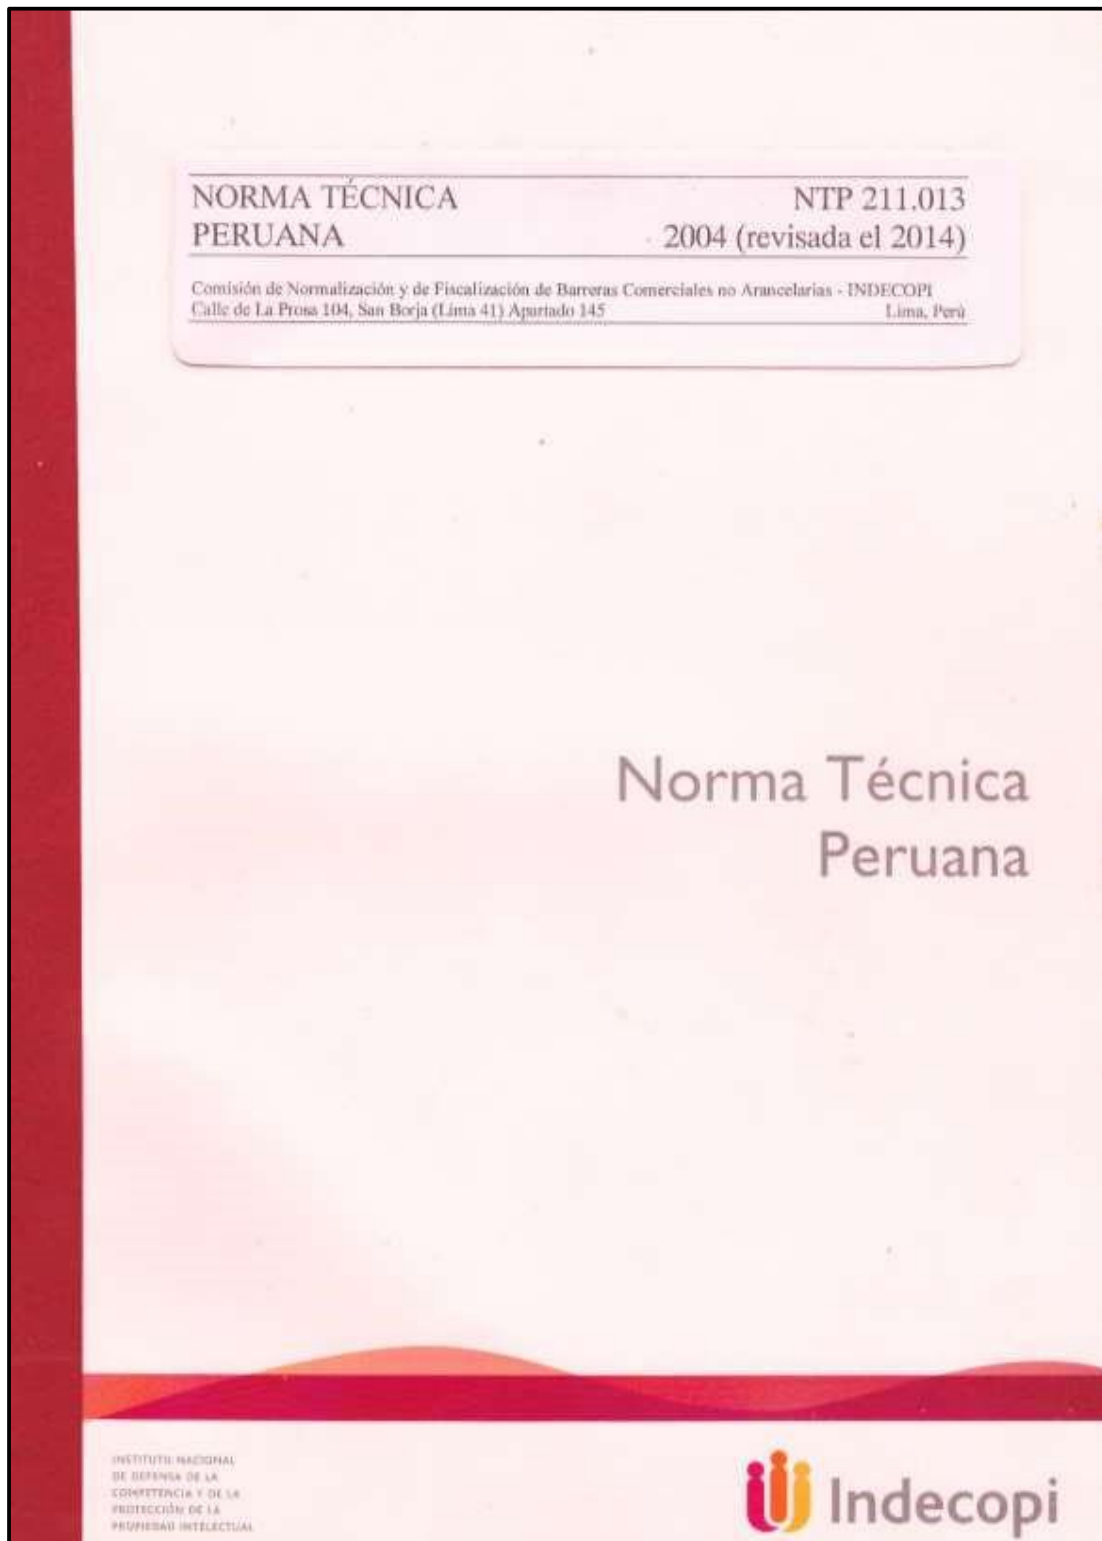 NORMA TÉCNICA NTP 211.013
PERUANA 2004 (revisada el 2014)
Comisión de Normalización y de Fiscalización de Barreras Comerciales no Arancelarias - INDECOPI
Calle de La Prosa 104, San Borja (Lima 41) Apartado 145 Lima, Perú
Norma Técnica
Peruana
INSTITUTO NACIONAL
DE DEFENSA DE LA
COMPETENCIA Y DE LA
PROTECCIÓN DE LA
PROPIEDAD INTELECTUAL
Indecopi